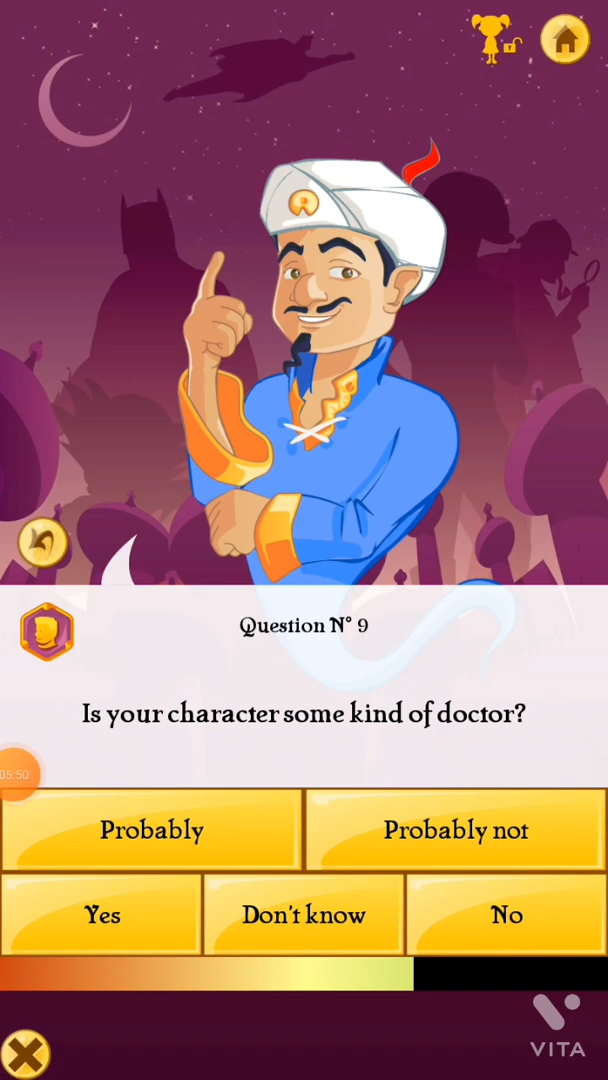 Question N° 9
Is your character some kind of doctor?
05:50
Probably
Probably not
Yes
Don't know
No
VITA